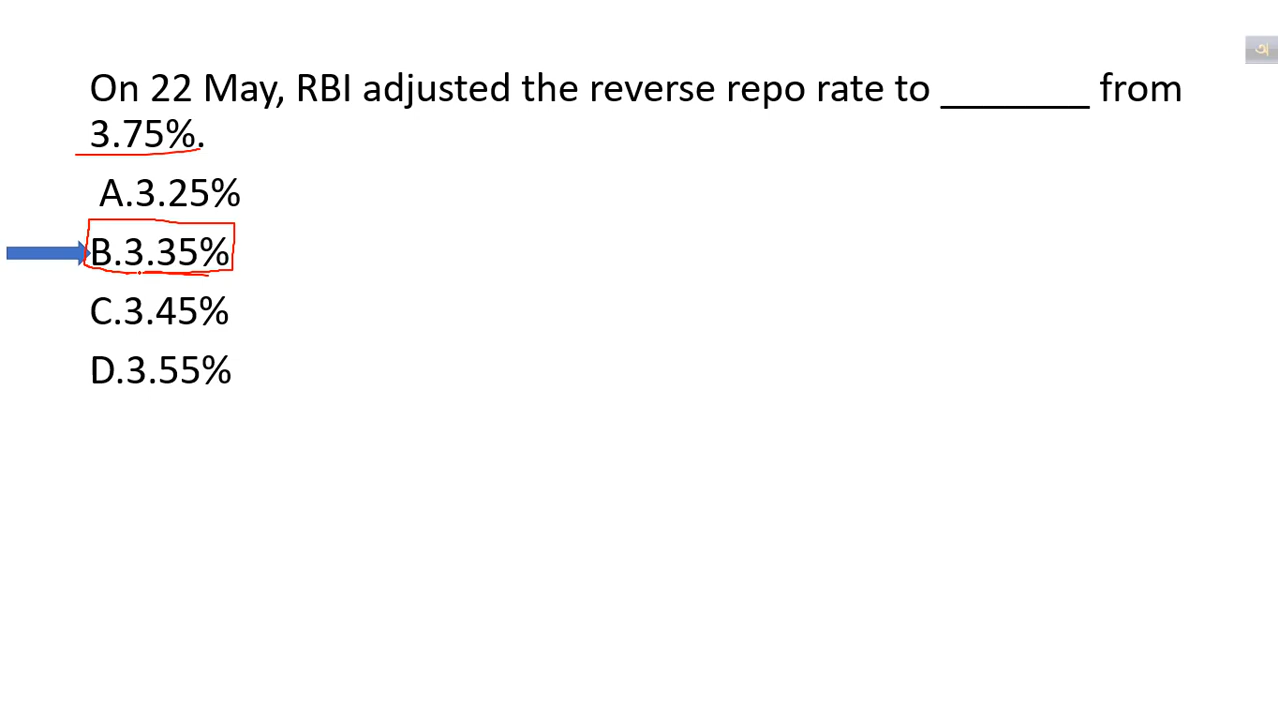 On 22 May, RBI adjusted the reverse repo rate to _______ from
3.75%.
A.3.25%
B.3.35%
C.3.45%
D.3.55%